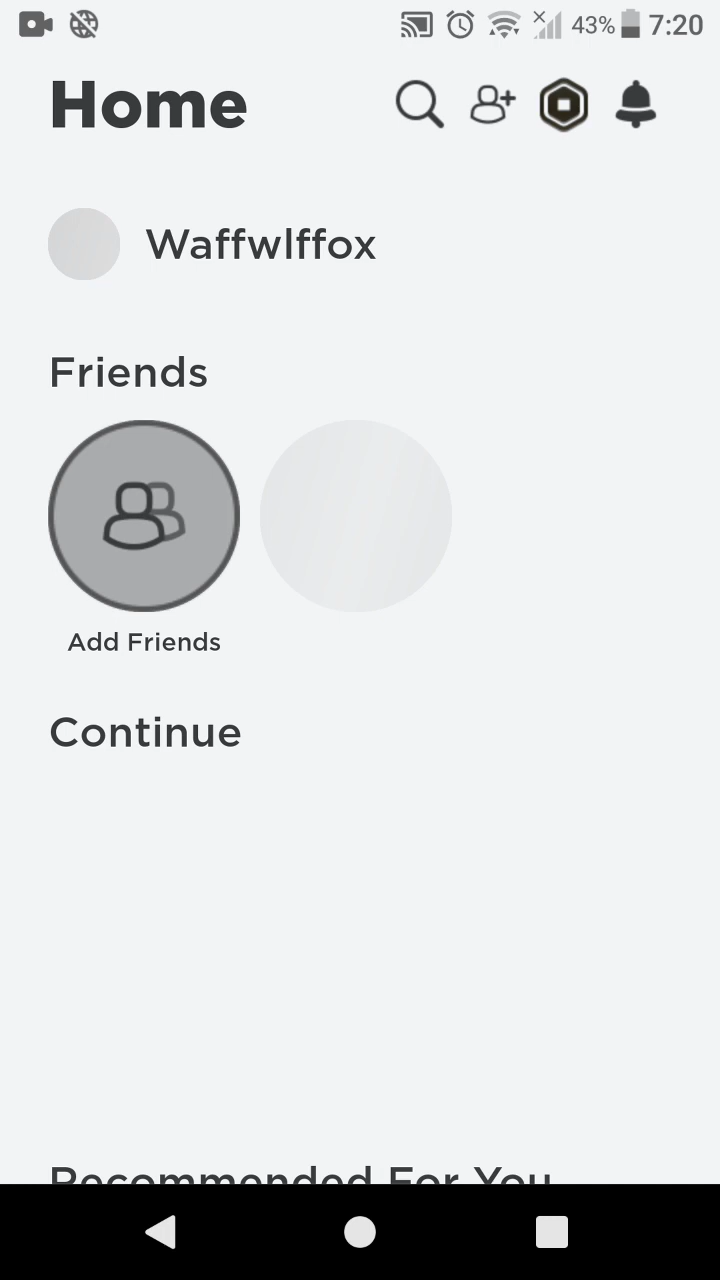 43% 7:20
Home
Waffwlffox
Friends
Add Friends
Continue
Recommended For You